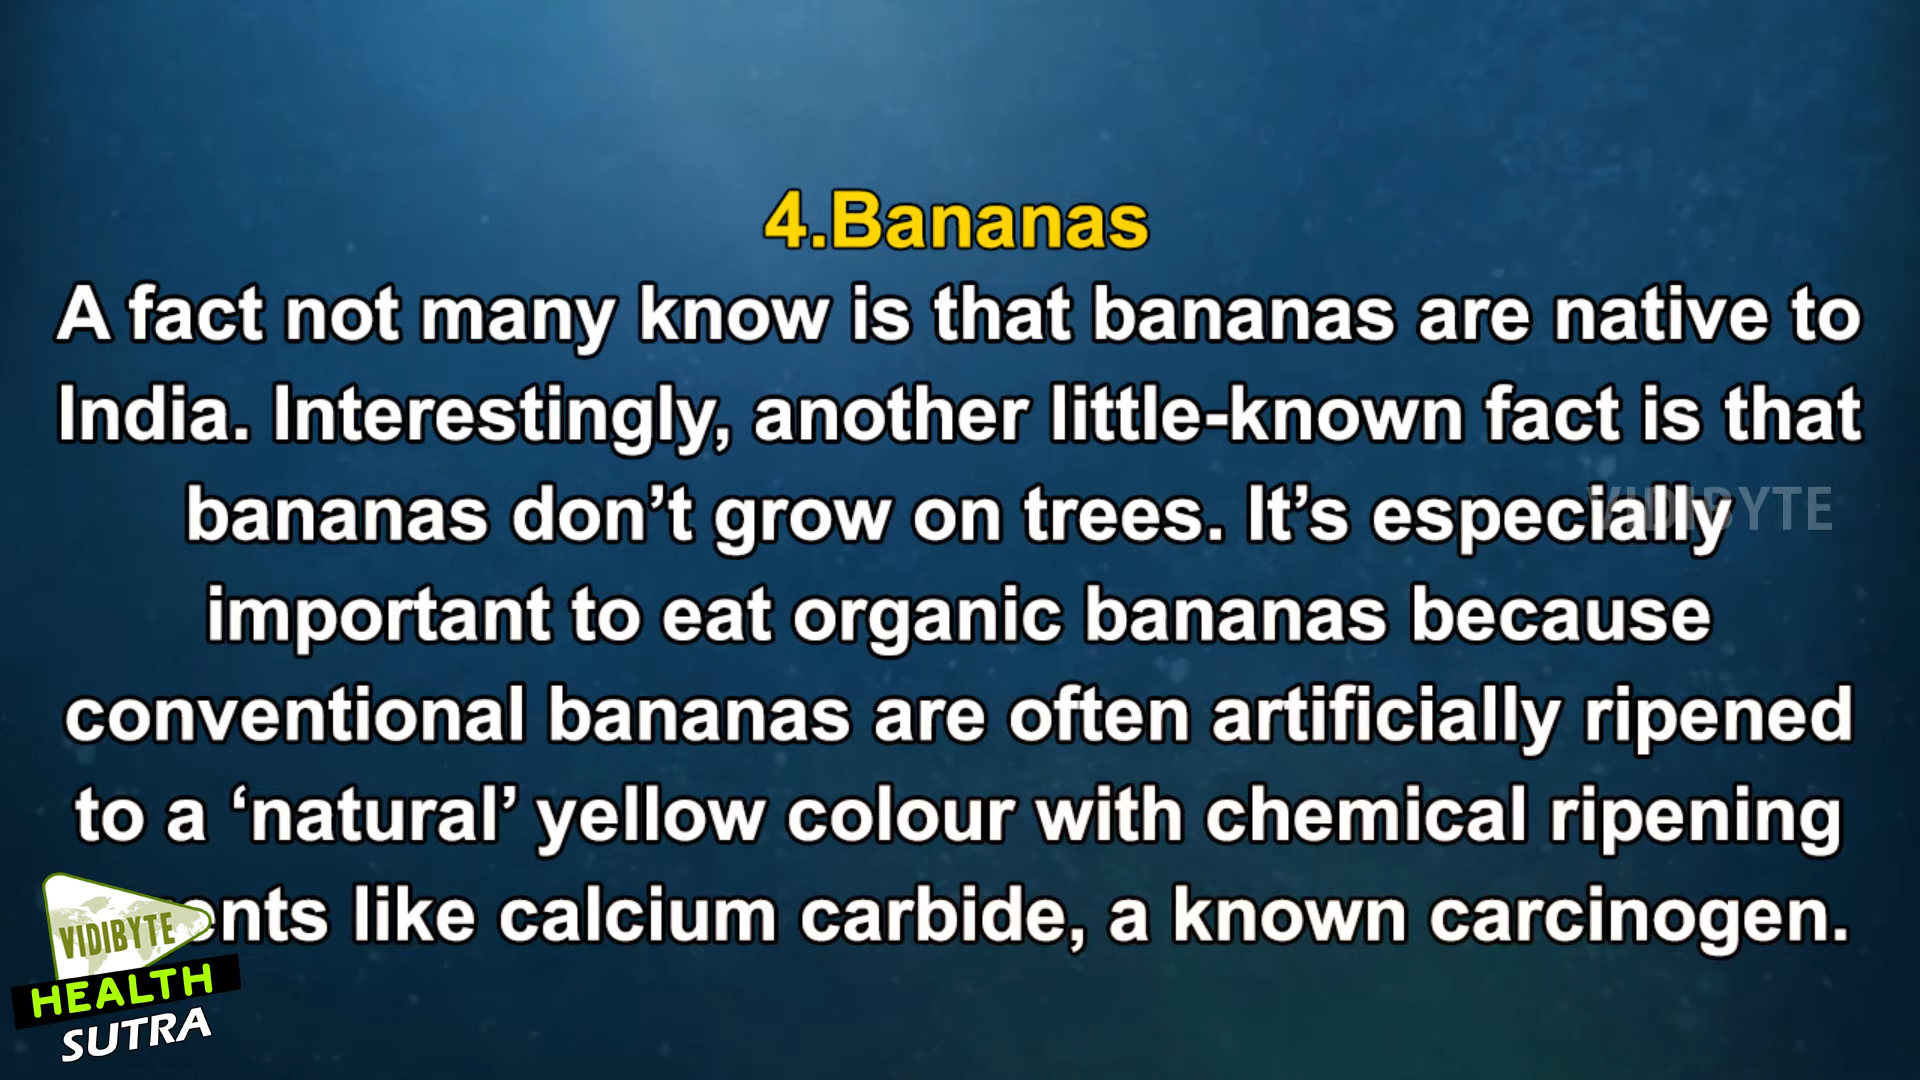 4.Bananas
A fact not many know is that bananas are native to
India. Interestingly, another little-known fact is that
bananas don’t grow on trees. It’s especially
VIDIBYTE
important to eat organic bananas because
conventional bananas are often artificially ripened
to a ‘natural’ yellow colour with chemical ripening
like calcium carbide, a known carcinogen.
VIDIBYTE
HEALTH
SUTRA